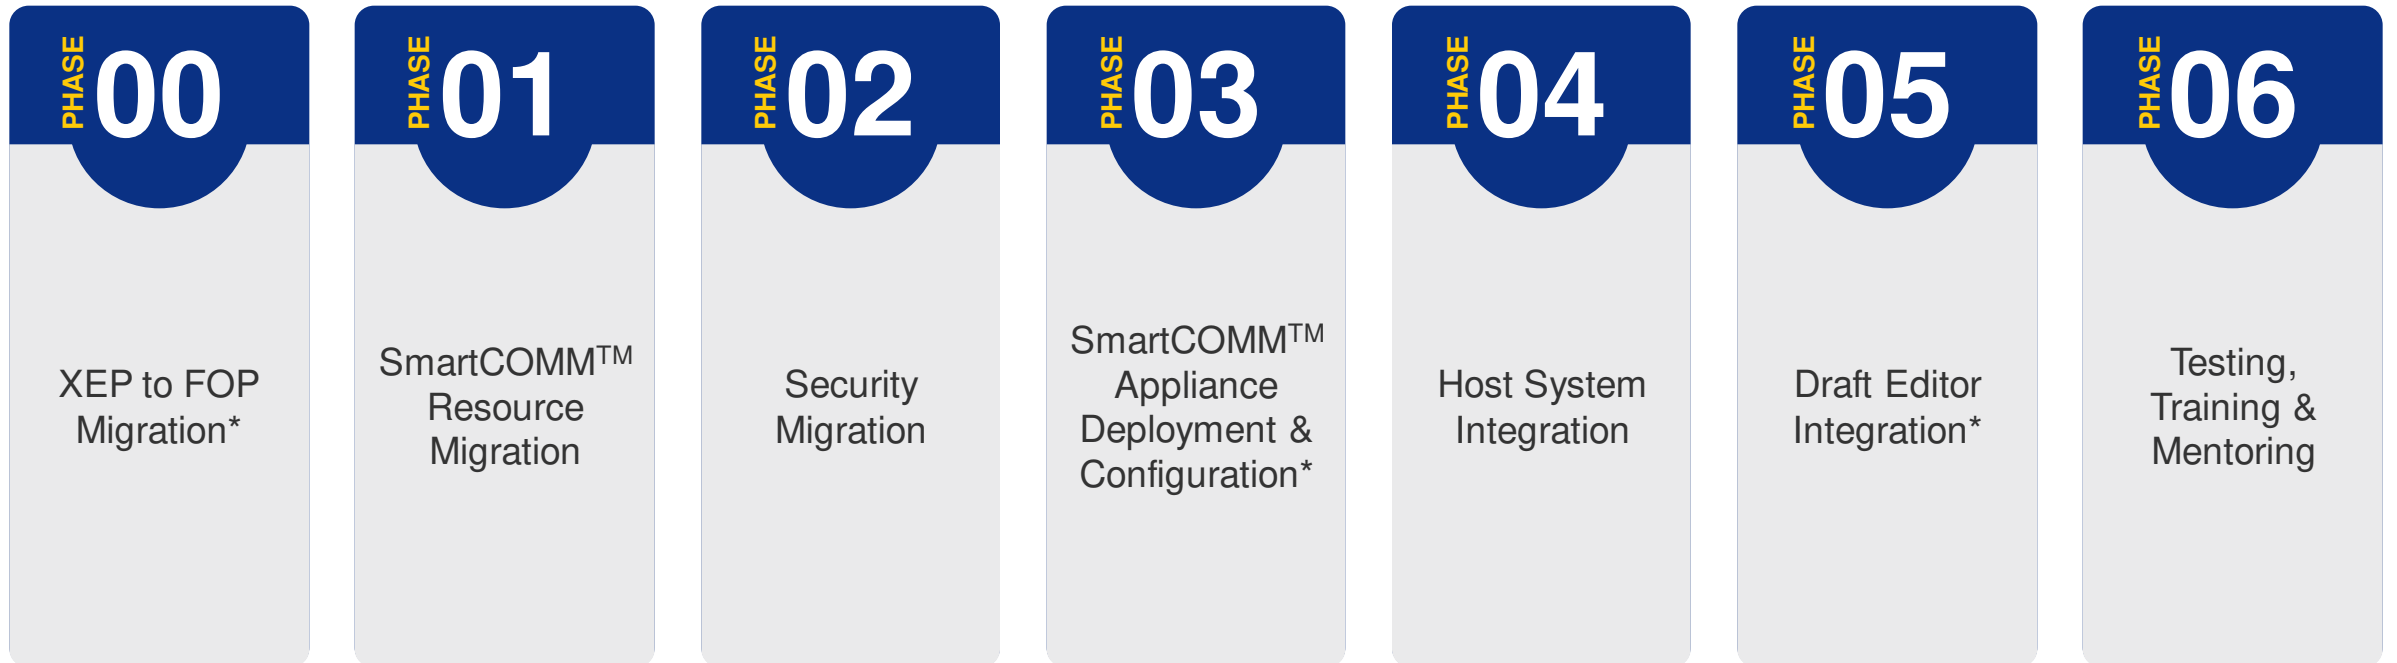 PHASE
00
XEP to FOP
Migration*
PHASE
01
SmartCOMM™
Resource
Migration
PHASE
02
Security
Migration
PHASE
03
SmartCOMM™
Appliance
Deployment &
Configuration*
PHASE
04
Host System
Integration
PHASE
05
Draft Editor
Integration*
PHASE
06
Testing,
Training &
Mentoring